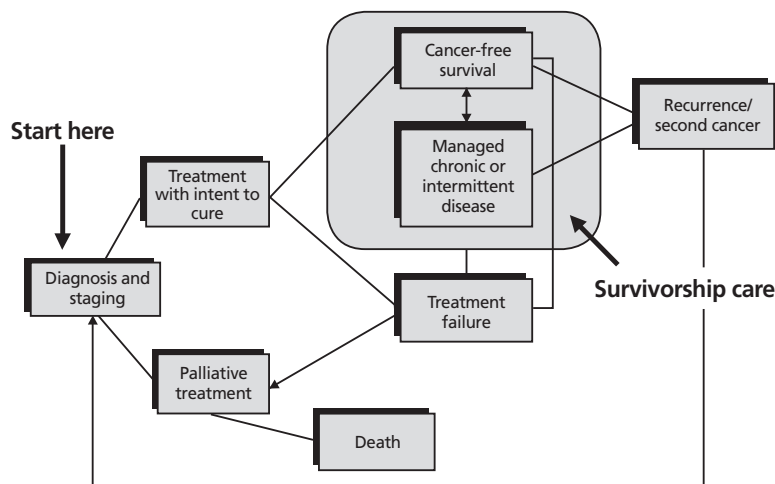 Start here
Diagnosis and
staging
Treatment
with intent to
cure
Palliative
treatment
Death
Cancer-free
survival
Managed
chronic or
intermittent
disease
Treatment
failure
Recurrence/
second cancer
Survivorship care